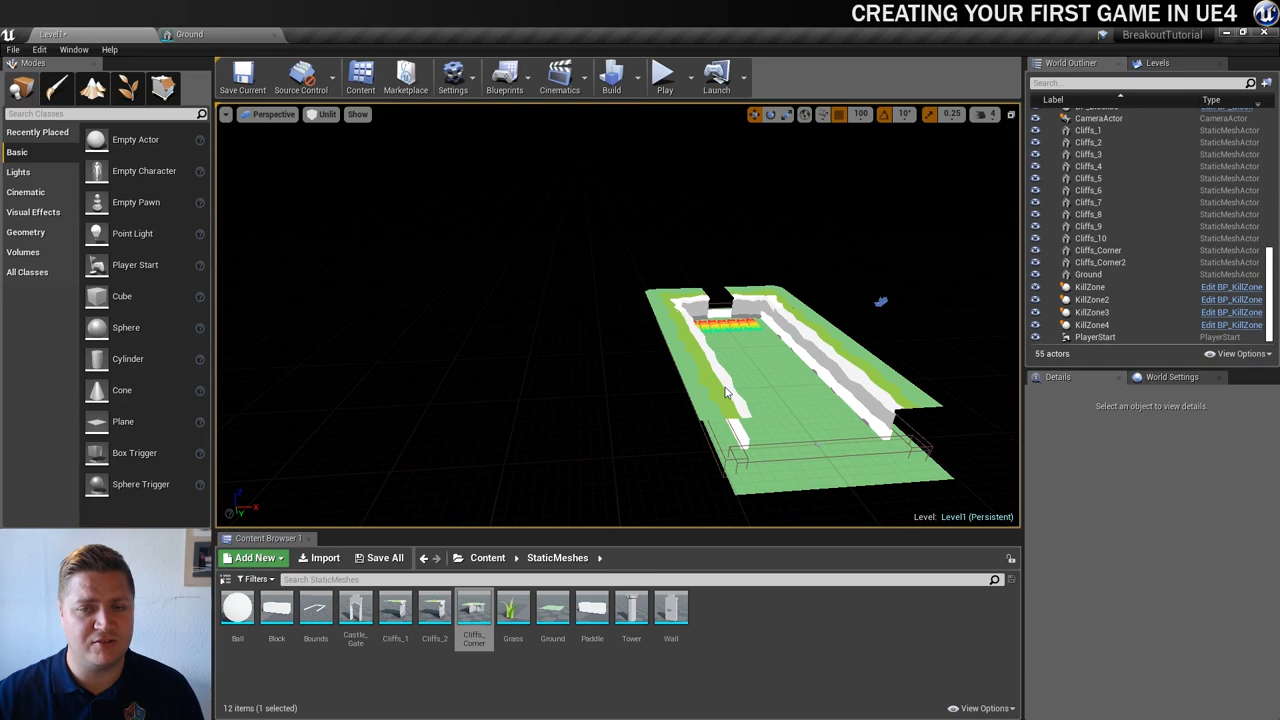 CREATING YOUR FIRST GAME IN UE4
Level1*
Ground
BreakoutTutorial
File Edit Window Help
Modes
Search Classes
Recently Placed
Basic
Lights
Cinematic
Visual Effects
Geometry
Volumes
All Classes
Empty Actor
Empty Character
Empty Pawn
Point Light
Player Start
Cube
Sphere
Cylinder
Cone
Plane
Box Trigger
Sphere Trigger
Save Current Source Control Content Marketplace Settings Blueprints Cinematics Build Play Launch
Perspective Unlit Show
100 10° 0.25 4
Z X Y
Level: Level1 (Persistent)
World Outliner Levels
Search...
Label Type
CameraActor CameraActor
Cliffs_1 StaticMeshActor
Cliffs_2 StaticMeshActor
Cliffs_3 StaticMeshActor
Cliffs_4 StaticMeshActor
Cliffs_5 StaticMeshActor
Cliffs_6 StaticMeshActor
Cliffs_7 StaticMeshActor
Cliffs_8 StaticMeshActor
Cliffs_9 StaticMeshActor
Cliffs_10 StaticMeshActor
Cliffs_Corner StaticMeshActor
Cliffs_Corner2 StaticMeshActor
Ground StaticMeshActor
KillZone Edit BP_KillZone
KillZone2 Edit BP_KillZone
KillZone3 Edit BP_KillZone
KillZone4 Edit BP_KillZone
PlayerStart PlayerStart
55 actors View Options
Details World Settings
Select an object to view details.
Content Browser 1
Add New Import Save All Content StaticMeshes
Filters Search StaticMeshes
Ball Block Bounds Castle_ Cliffs_1 Cliffs_2 Cliffs_ Grass Ground Paddle Tower Wall
Gate Corner
12 items (1 selected) View Options